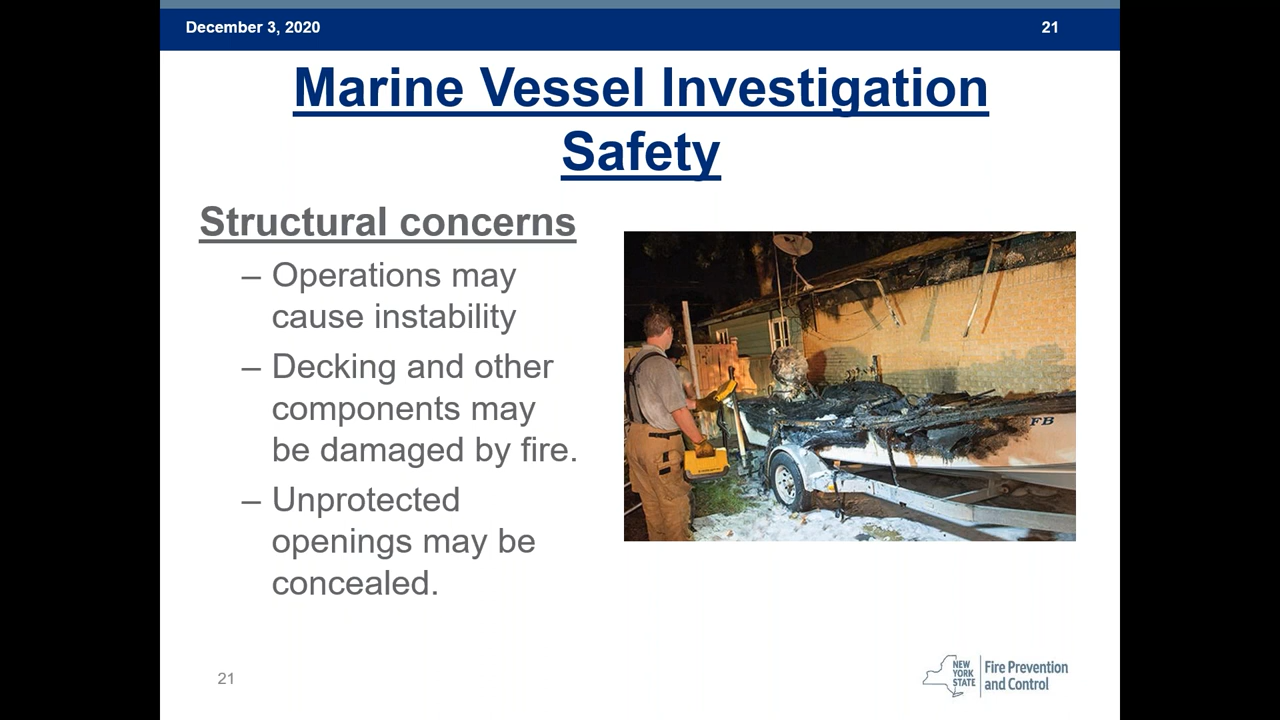 December 3, 2020
21
Marine Vessel Investigation
Safety
Structural concerns
– Operations may
cause instability
– Decking and other
components may
be damaged by fire.
– Unprotected
openings may be
concealed.
FB
21
NEW
YORK
STATE
Fire Prevention
and Control